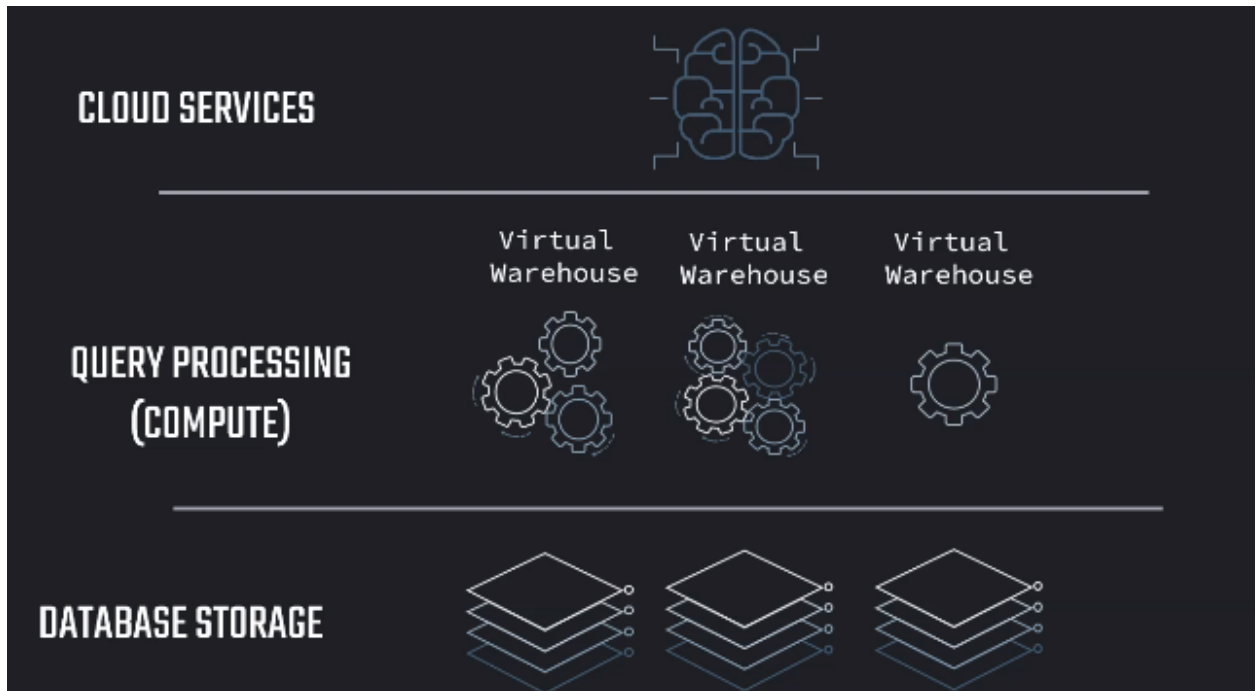 CLOUD SERVICES
Virtual Warehouse
Virtual Warehouse
Virtual Warehouse
QUERY PROCESSING
(COMPUTE)
DATABASE STORAGE